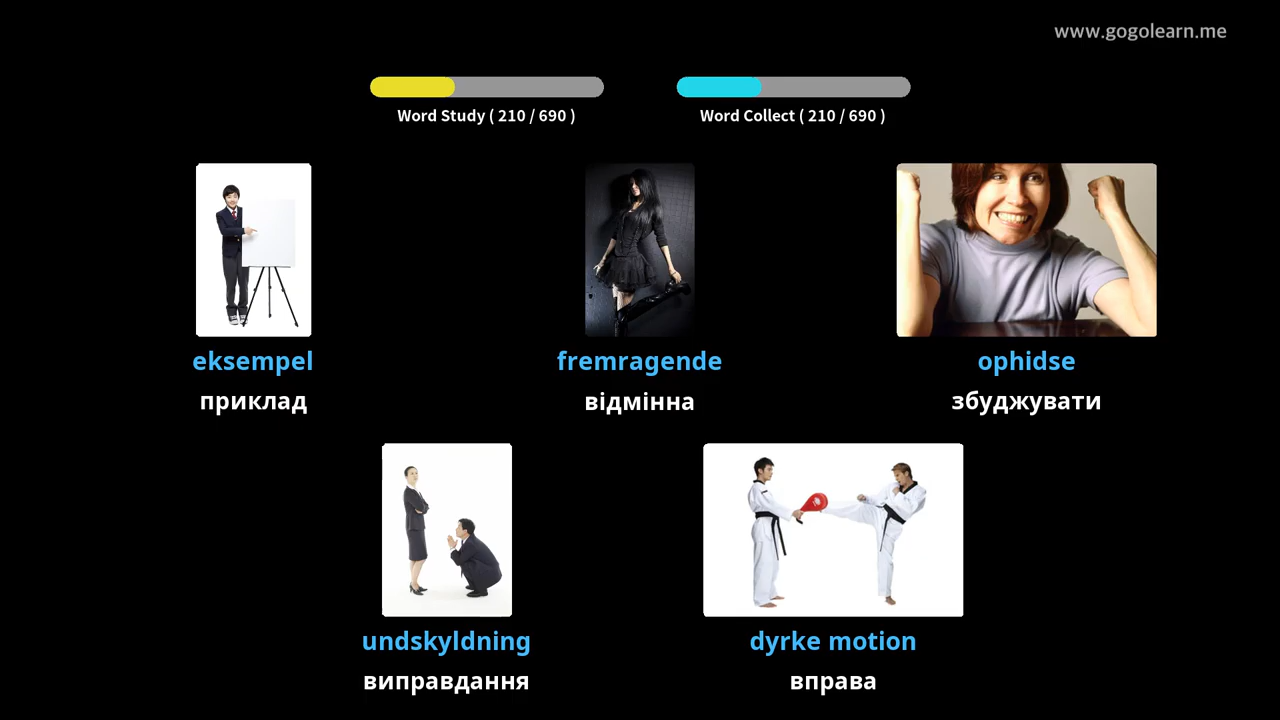 www.gogolearn.me
Word Study ( 210 / 690 )
Word Collect ( 210 / 690 )
eksempel
приклад
fremragende
відмінна
ophidse
збуджувати
undskyldning
виправдання
dyrke motion
вправа